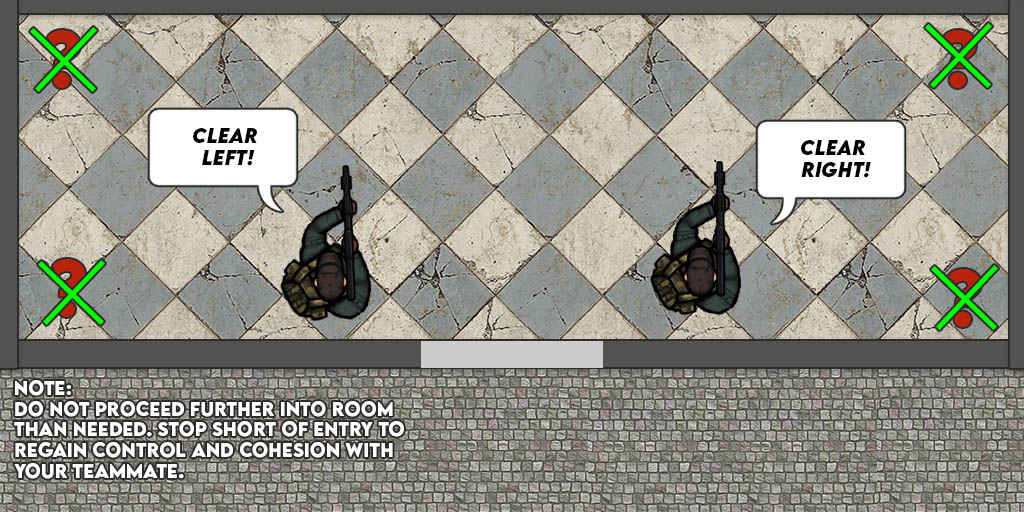 CLEAR
LEFT!
CLEAR
RIGHT!
?
?
?
?
NOTE:
DO NOT PROCEED FURTHER INTO ROOM
THAN NEEDED. STOP SHORT OF ENTRY TO
REGAIN CONTROL AND COHESION WITH
YOUR TEAMMATE.